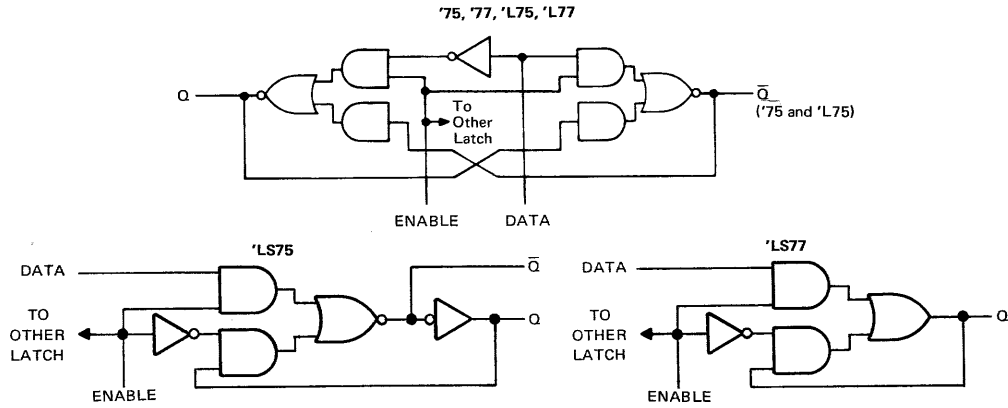 '75, '77, 'L75, 'L77
Q
To
Other
Latch
Q̅
('75 and 'L75)
ENABLE
DATA
'LS75
DATA
TO
OTHER
LATCH
ENABLE
Q̅
Q
'LS77
DATA
TO
OTHER
LATCH
ENABLE
Q